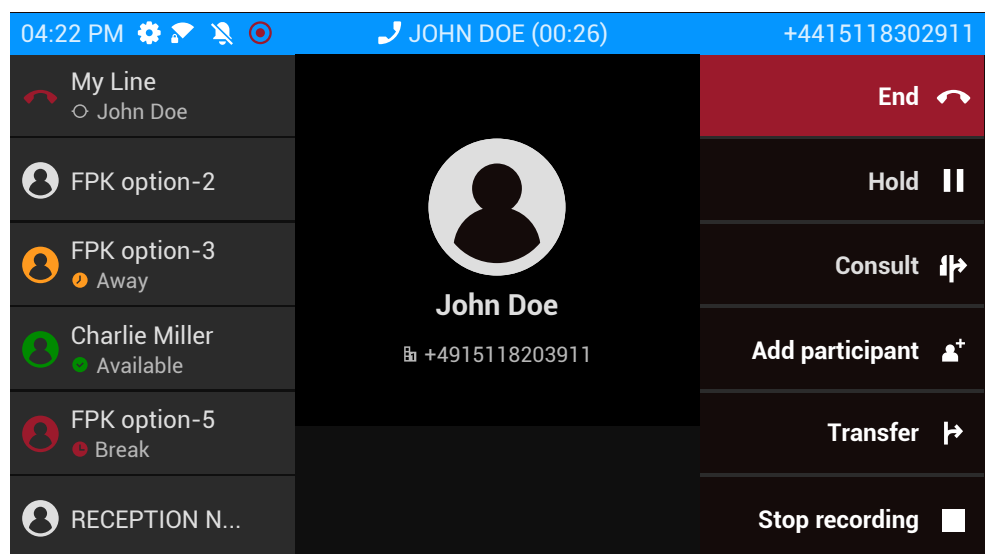 04:22 PM
JOHN DOE (00:26)
+4415118302911
My Line
John Doe
FPK option-2
FPK option-3
Away
Charlie Miller
Available
FPK option-5
Break
RECEPTION N...
John Doe
+4915118203911
End
Hold
Consult
Add participant
Transfer
Stop recording